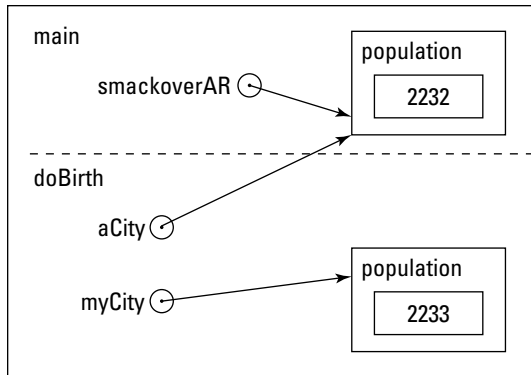 main
population
smackoverAR
2232
doBirth
aCity
population
myCity
2233